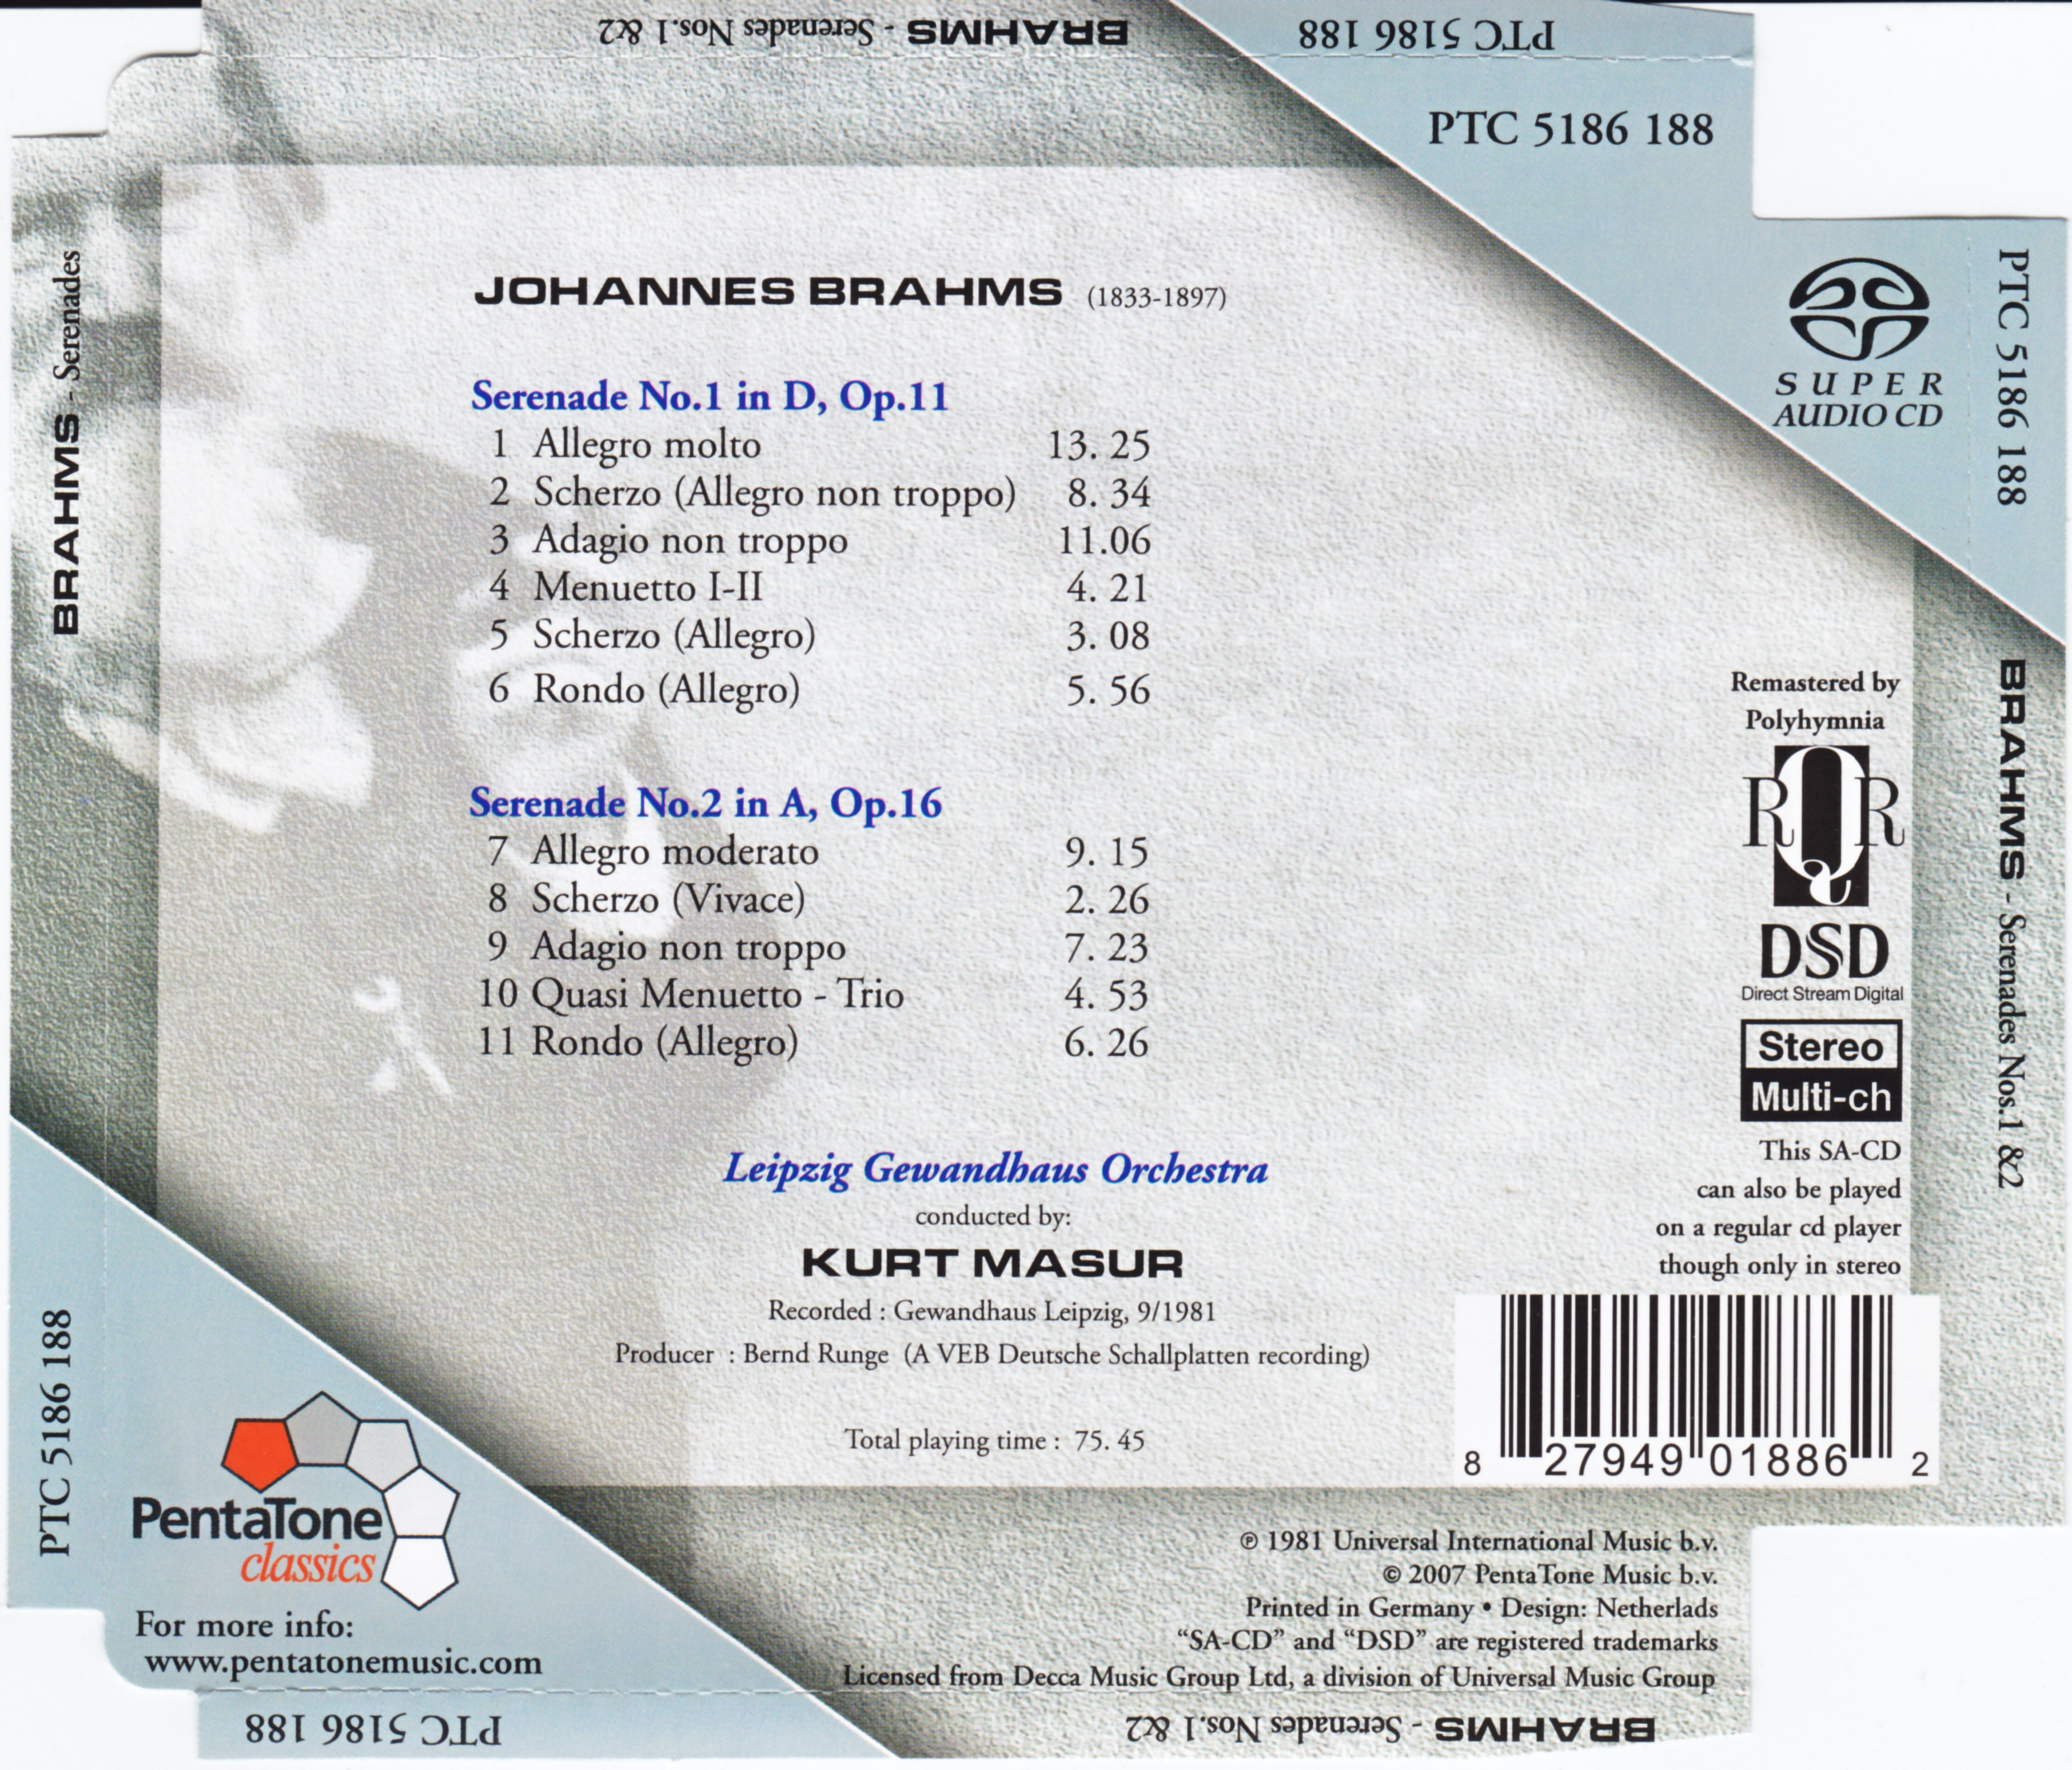 BRAHMS - Serenades Nos.1 &2
PTC 5186 188
PTC 5186 188
BRAHMS - Serenades
JOHANNES BRAHMS (1833-1897)
SUPER
AUDIO CD
PTC 5186 188
Serenade No.1 in D, Op.11
1 Allegro molto 13. 25
2 Scherzo (Allegro non troppo) 8. 34
3 Adagio non troppo 11.06
4 Menuetto I-II 4. 21
5 Scherzo (Allegro) 3. 08
6 Rondo (Allegro) 5. 56
Serenade No.2 in A, Op.16
7 Allegro moderato 9. 15
8 Scherzo (Vivace) 2. 26
9 Adagio non troppo 7. 23
10 Quasi Menuetto - Trio 4. 53
11 Rondo (Allegro) 6. 26
Remastered by
Polyhymnia
RQR
DSD
Direct Stream Digital
Stereo
Multi-ch
This SA-CD
can also be played
on a regular cd player
though only in stereo
BRAHMS - Serenades Nos.1 &2
Leipzig Gewandhaus Orchestra
conducted by:
KURT MASUR
Recorded : Gewandhaus Leipzig, 9/1981
Producer : Bernd Runge (A VEB Deutsche Schallplatten recording)
Total playing time : 75. 45
8 27949 01886 2
PTC 5186 188
PentaTone
classics
For more info:
www.pentatonemusic.com
℗ 1981 Universal International Music b.v.
© 2007 PentaTone Music b.v.
Printed in Germany • Design: Netherlads
“SA-CD” and “DSD” are registered trademarks
Licensed from Decca Music Group Ltd, a division of Universal Music Group
PTC 5186 188
BRAHMS - Serenades Nos.1 &2